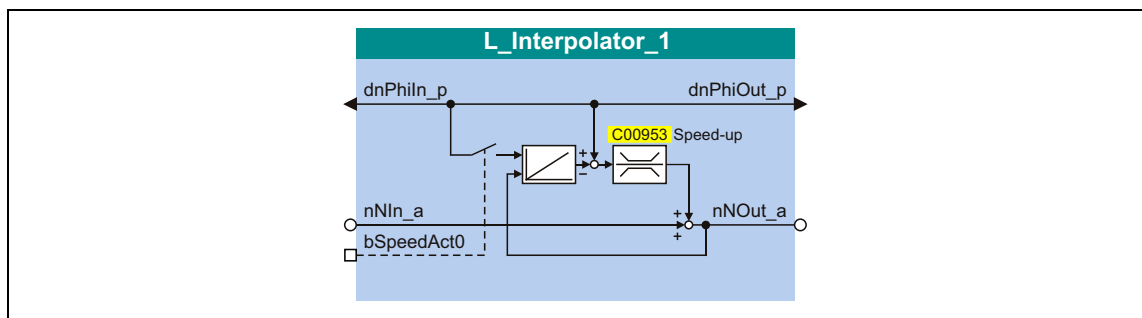 L_Interpolator_1
dnPhiIn_p dnPhiOut_p
C00953 Speed-up
+
−
nNIn_a + nNOut_a
+
bSpeedAct0